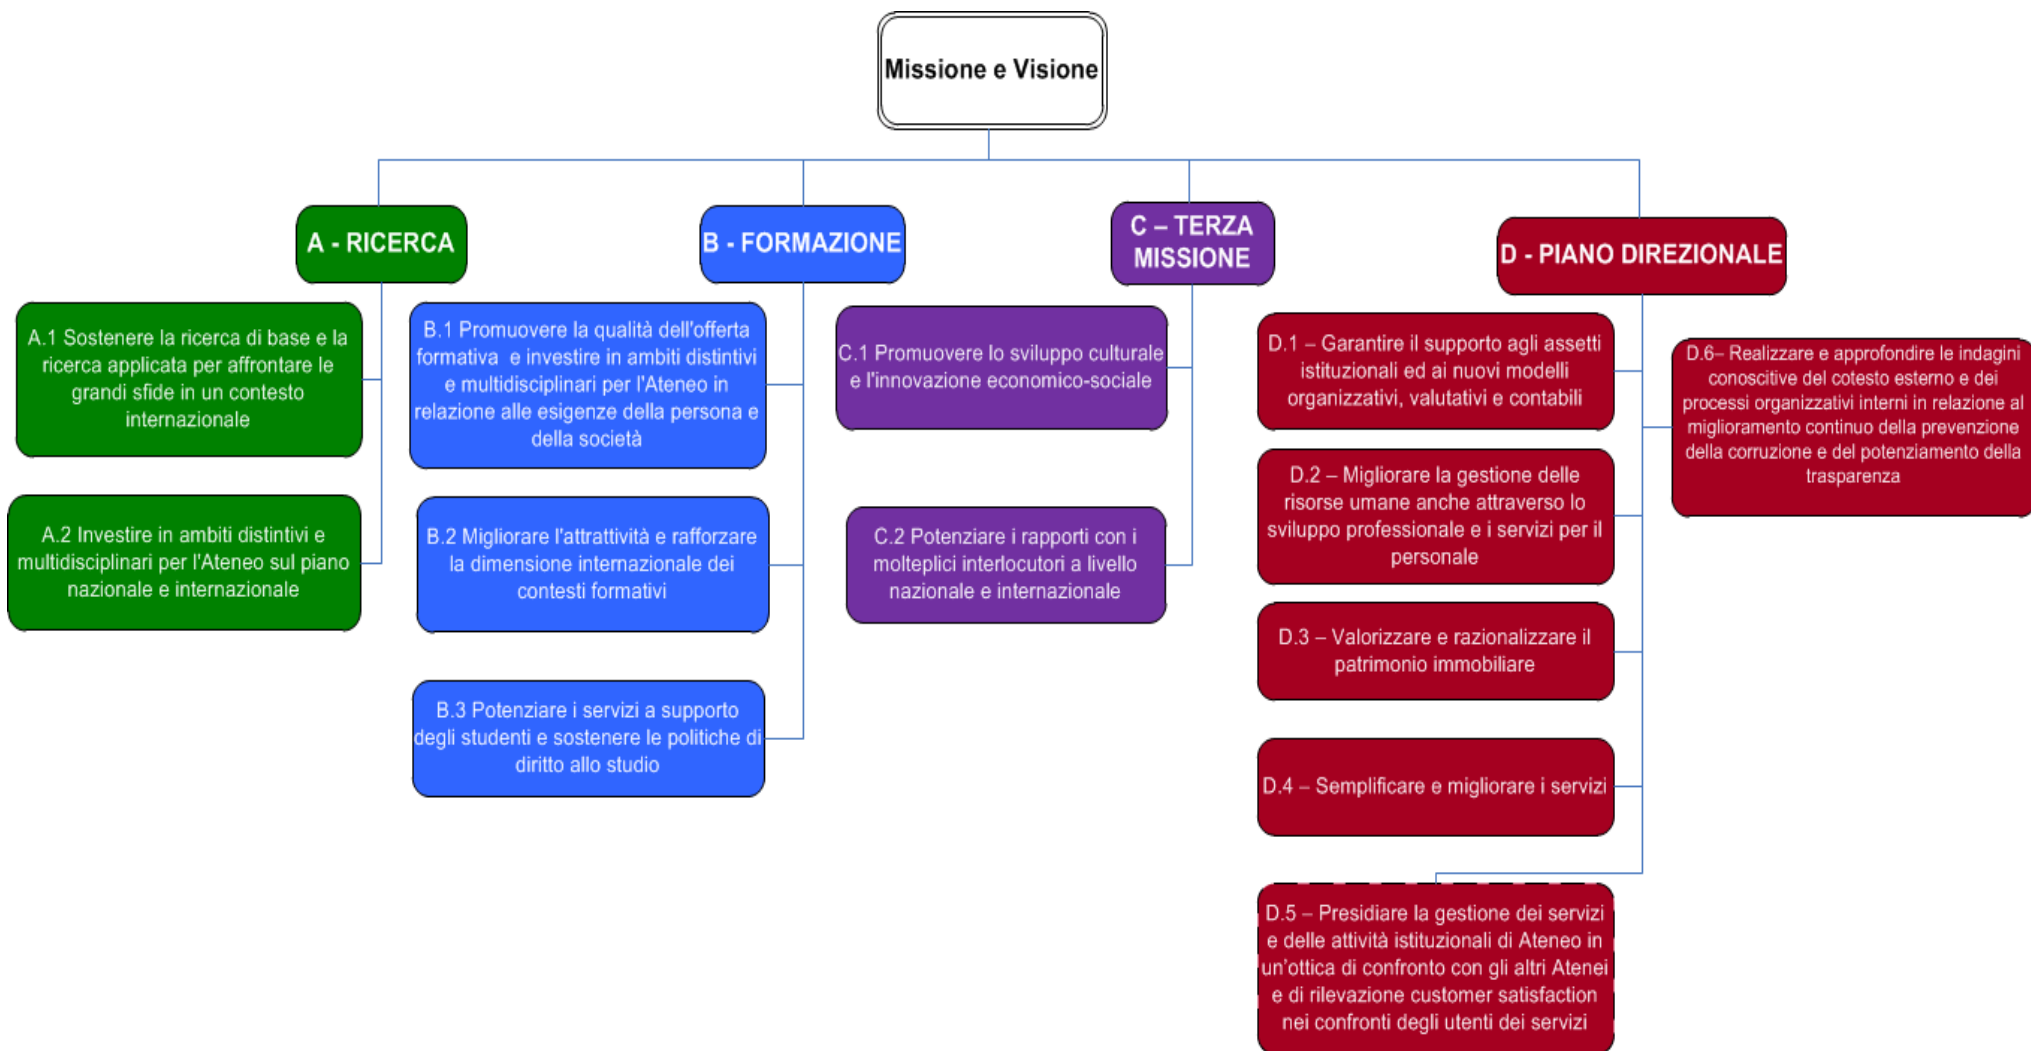 Missione e Visione
A - RICERCA
A.1 Sostenere la ricerca di base e la
ricerca applicata per affrontare le
grandi sfide in un contesto
internazionale
A.2 Investire in ambiti distintivi e
multidisciplinari per l'Ateneo sul piano
nazionale e internazionale
B - FORMAZIONE
B.1 Promuovere la qualità dell'offerta
formativa e investire in ambiti distintivi
e multidisciplinari per l'Ateneo in
relazione alle esigenze della persona e
della società
B.2 Migliorare l'attrattività e rafforzare
la dimensione internazionale dei
contesti formativi
B.3 Potenziare i servizi a supporto
degli studenti e sostenere le politiche di
diritto allo studio
C – TERZA
MISSIONE
C.1 Promuovere lo sviluppo culturale
e l'innovazione economico-sociale
C.2 Potenziare i rapporti con i
molteplici interlocutori a livello
nazionale e internazionale
D - PIANO DIREZIONALE
D.1 – Garantire il supporto agli assetti
istituzionali ed ai nuovi modelli
organizzativi, valutativi e contabili
D.2 – Migliorare la gestione delle
risorse umane anche attraverso lo
sviluppo professionale e i servizi per il
personale
D.3 – Valorizzare e razionalizzare il
patrimonio immobiliare
D.4 – Semplificare e migliorare i servizi
D.5 – Presidiare la gestione dei servizi
e delle attività istituzionali di Ateneo in
un'ottica di confronto con gli altri Atenei
e di rilevazione customer satisfaction
nei confronti degli utenti dei servizi
D.6– Realizzare e approfondire le indagini
conoscitive del cotesto esterno e dei
processi organizzativi interni in relazione al
miglioramento continuo della prevenzione
della corruzione e del potenziamento della
trasparenza